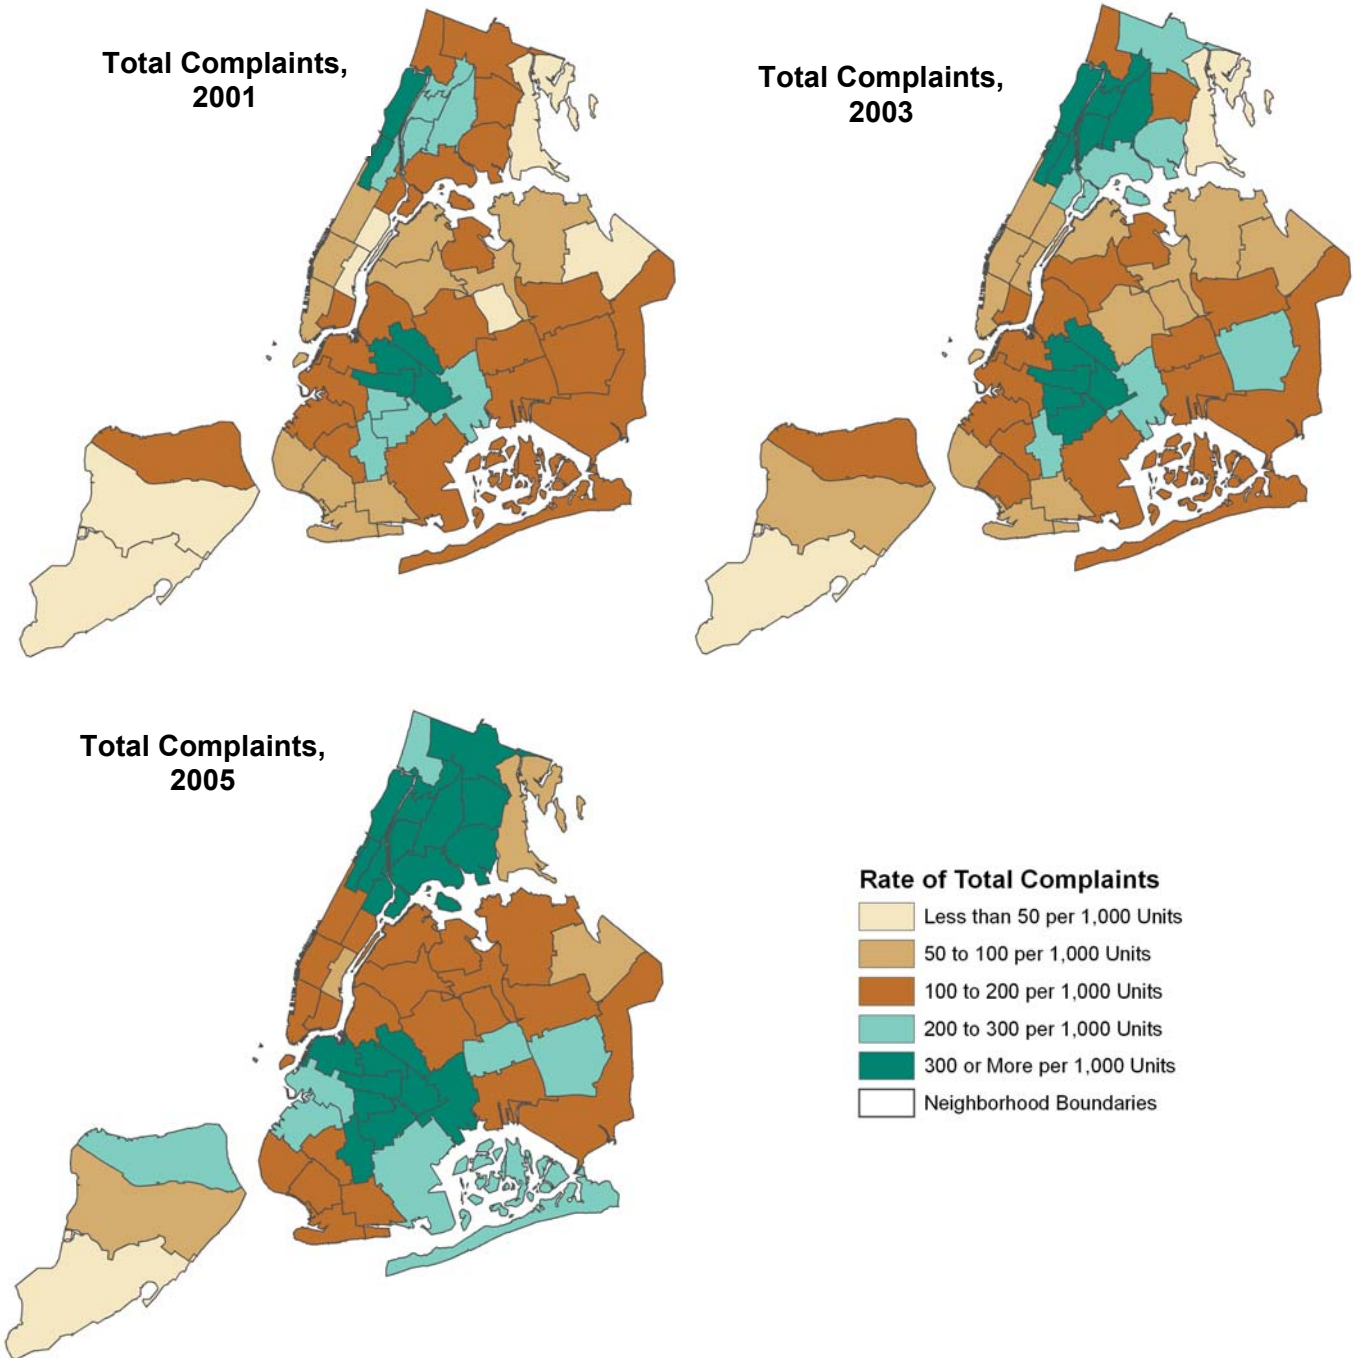 Total Complaints,
2001
Total Complaints,
2003
Total Complaints,
2005
Rate of Total Complaints
Less than 50 per 1,000 Units
50 to 100 per 1,000 Units
100 to 200 per 1,000 Units
200 to 300 per 1,000 Units
300 or More per 1,000 Units
Neighborhood Boundaries